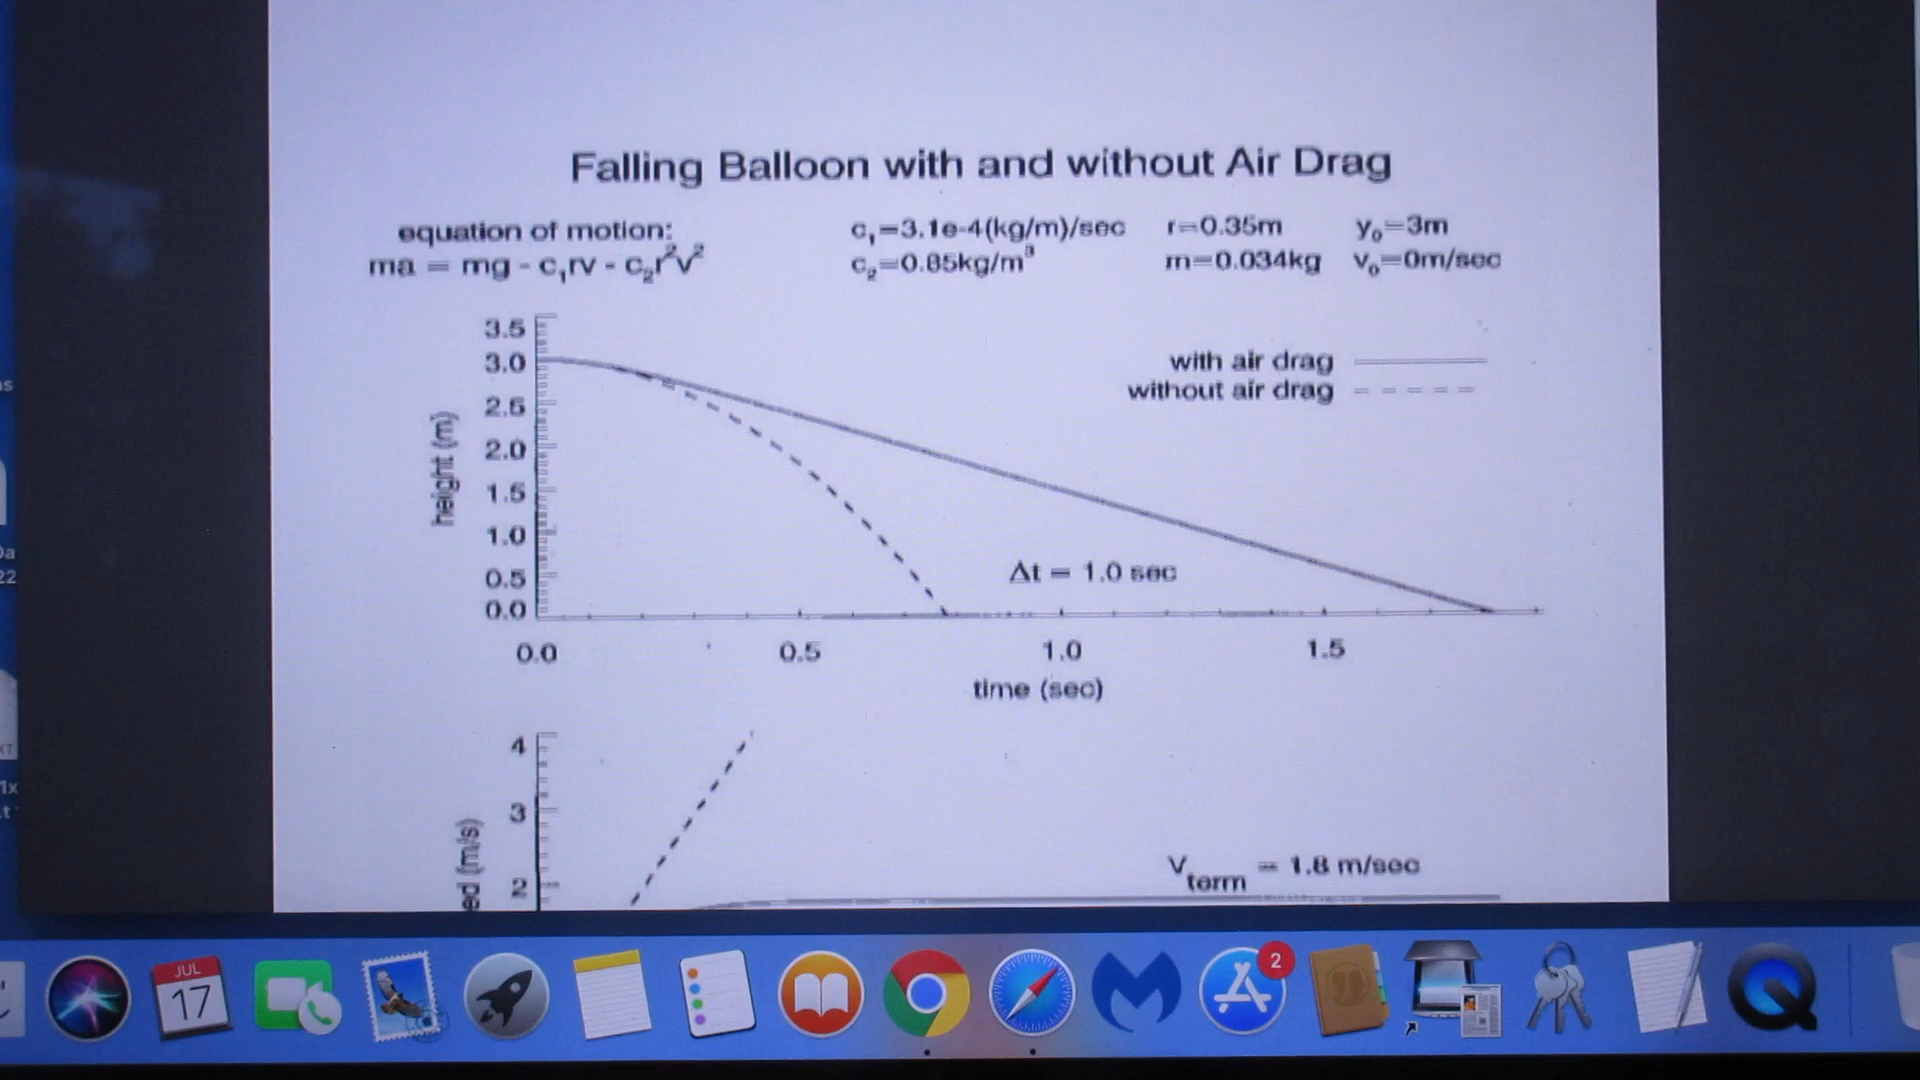 Falling Balloon with and without Air Drag
equation of motion:
ma = mg - c₁rv - c₂r²v²
c₁=3.1e-4(kg/m)/sec
c₂=0.85kg/m³
r=0.35m
m=0.034kg
y₀=3m
v₀=0m/sec
3.5
3.0
2.5
2.0
1.5
1.0
0.5
0.0
height (m)
with air drag
without air drag
Δt = 1.0 sec
0.0 0.5 1.0 1.5
time (sec)
4
3
2
ed (m/s)
Vterm = 1.8 m/sec
JUL
17
2